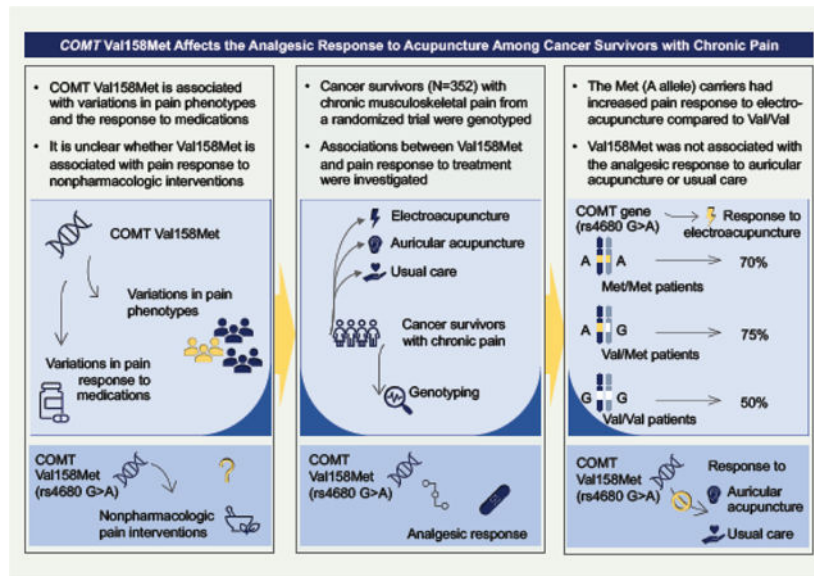 COMT Val158Met Affects the Analgesic Response to Acupuncture Among Cancer Survivors with Chronic Pain
• COMT Val158Met is associated
with variations in pain phenotypes
and the response to medications
• It is unclear whether Val158Met is
associated with pain response to
nonpharmacologic interventions
COMT Val158Met
Variations in pain
phenotypes
Variations in pain
response to
medications
COMT
Val158Met
(rs4680 G>A)
?
Nonpharmacologic
pain interventions
• Cancer survivors (N=352) with
chronic musculoskeletal pain from
a randomized trial were genotyped
• Associations between Val158Met
and pain response to treatment
were investigated
Electroacupuncture
Auricular acupuncture
Usual care
Cancer survivors
with chronic pain
Genotyping
COMT
Val158Met
(rs4680 G>A)
Analgesic response
• The Met (A allele) carriers had
increased pain response to electro-
acupuncture compared to Val/Val
• Val158Met was not associated with
the analgesic response to auricular
acupuncture or usual care
COMT gene
(rs4680 G>A)
Response to
electroacupuncture
A A 70%
Met/Met patients
A G 75%
Val/Met patients
G G 50%
Val/Val patients
COMT
Val158Met
(rs4680 G>A)
Response to
Auricular
acupuncture
Usual care